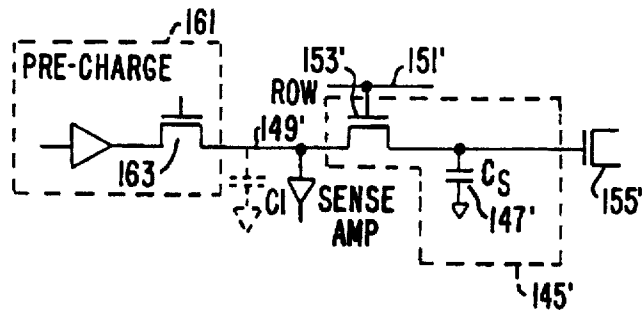 161
PRE-CHARGE
163
153'
151'
ROW
149'
C1
SENSE
AMP
CS
147'
155'
145'